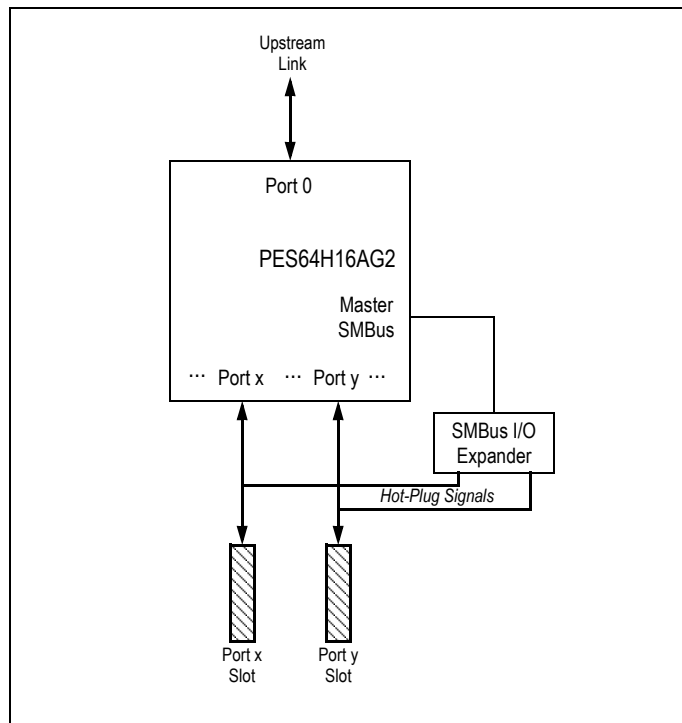 Upstream
Link
Port 0
PES64H16AG2
Master
SMBus
... Port x ... Port y ...
SMBus I/O
Expander
Hot-Plug Signals
Port x
Slot
Port y
Slot